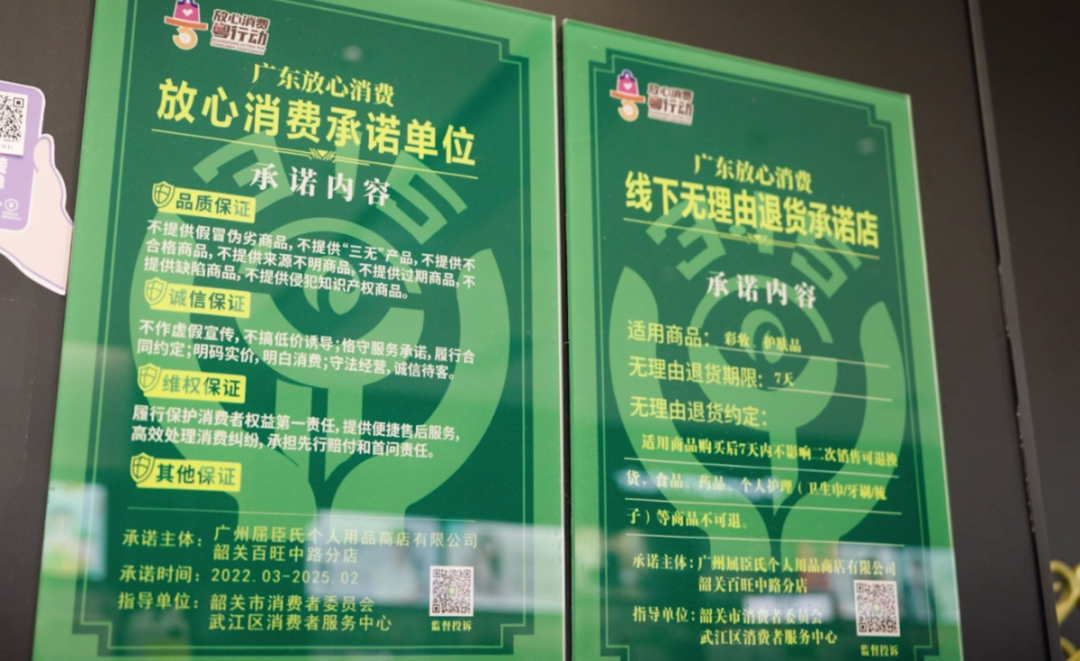 放心消费
粤行动
广东放心消费
放心消费承诺单位
承诺内容
品质保证
不提供假冒伪劣商品,不提供“三无”产品,不提供不
合格商品,不提供来源不明商品,不提供过期商品,不
提供缺陷商品,不提供侵犯知识产权商品。
诚信保证
不作虚假宣传,不搞低价诱导;恪守服务承诺,履行合
同约定;明码实价,明白消费;守法经营,诚信待客。
维权保证
履行保护消费者权益第一责任,提供便捷售后服务,
高效处理消费纠纷,承担先行赔付和首问责任。
其他保证
承诺主体:广州屈臣氏个人用品商店有限公司
韶关百旺中路分店
承诺时间:2022.03-2025.02
指导单位:韶关市消费者委员会
武江区消费者服务中心
监督投诉
放心消费
粤行动
广东放心消费
线下无理由退货承诺店
承诺内容
适用商品:彩妆、护肤品
无理由退货期限:7天
无理由退货约定:
适用商品购买后7天内不影响二次销售可退换
货,食品、药品、个人护理(卫生巾/牙刷/梳
子)等商品不可退。
承诺主体:广州屈臣氏个人用品商店有限公司
韶关百旺中路分店
指导单位:韶关市消费者委员会
武江区消费者服务中心
监督投诉